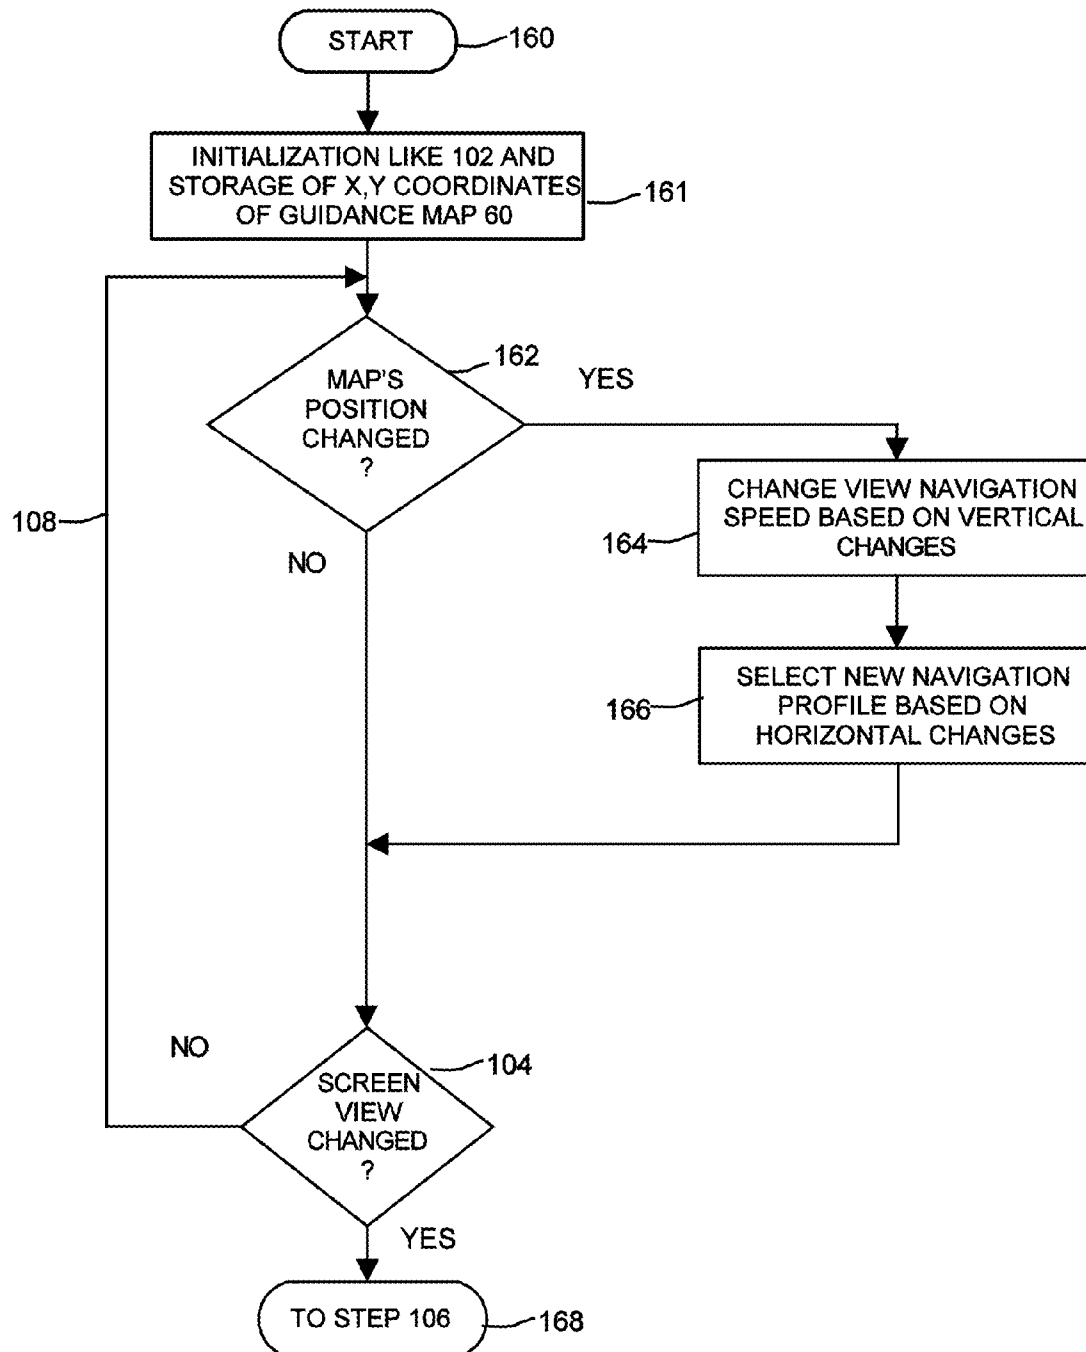 START
160
INITIALIZATION LIKE 102 AND
STORAGE OF X,Y COORDINATES
OF GUIDANCE MAP 60
161
162
MAP'S
POSITION
CHANGED
?
YES
NO
108
CHANGE VIEW NAVIGATION
SPEED BASED ON VERTICAL
CHANGES
164
SELECT NEW NAVIGATION
PROFILE BASED ON
HORIZONTAL CHANGES
166
NO
104
SCREEN
VIEW
CHANGED
?
YES
TO STEP 106
168